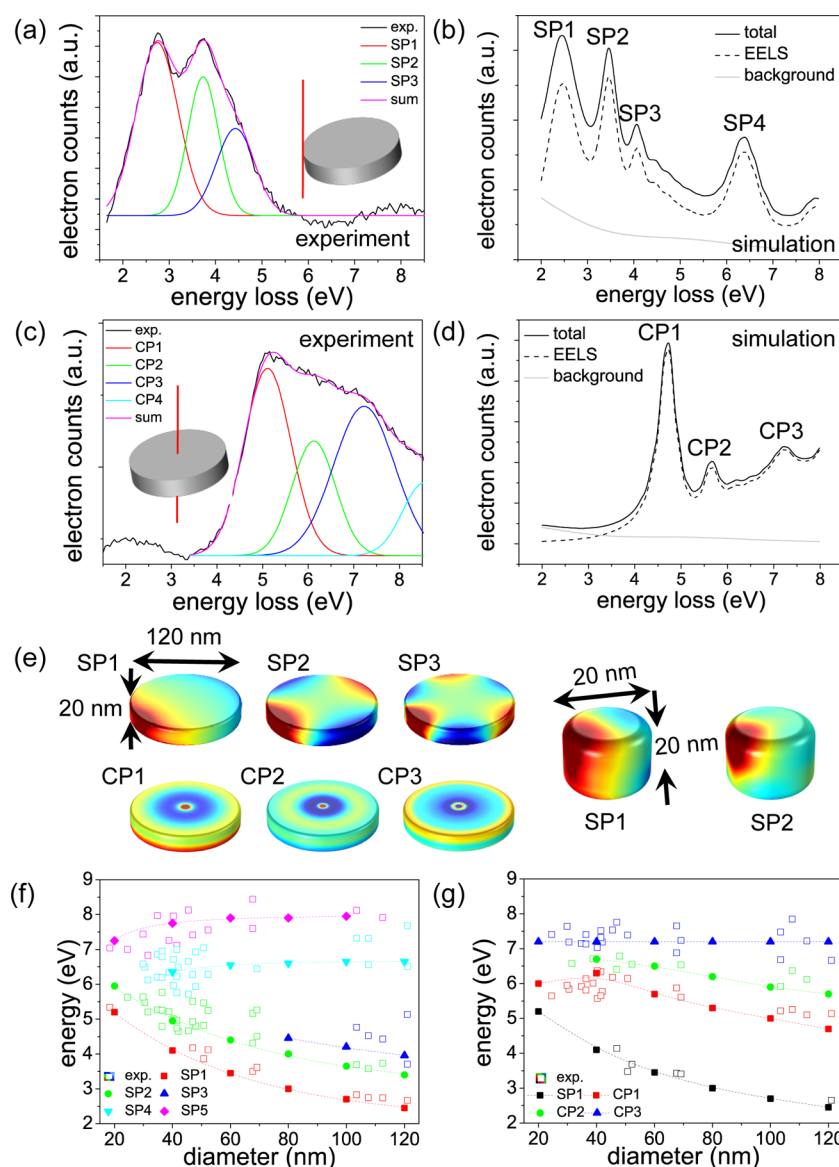 (a)
electron counts (a.u.)
exp.
SP1
SP2
SP3
sum
experiment
2 3 4 5 6 7 8
energy loss (eV)
(b)
electron counts (a.u.)
SP1
SP2
SP3
SP4
total
EELS
background
simulation
2 3 4 5 6 7 8
energy loss (eV)
(c)
electron counts (a.u.)
exp.
CP1
CP2
CP3
CP4
sum
experiment
2 3 4 5 6 7 8
energy loss (eV)
(d)
electron counts (a.u.)
total
EELS
background
CP1
CP2
CP3
simulation
2 3 4 5 6 7 8
energy loss (eV)
(e)
120 nm
SP1
SP2
SP3
20 nm
CP1
CP2
CP3
20 nm
20 nm
SP1
SP2
(f)
energy (eV)
9
8
7
6
5
4
3
2
exp. SP1
SP2 SP3
SP4 SP5
20 40 60 80 100 120
diameter (nm)
(g)
energy (eV)
9
8
7
6
5
4
3
2
exp.
SP1 CP1
CP2 CP3
20 40 60 80 100 120
diameter (nm)